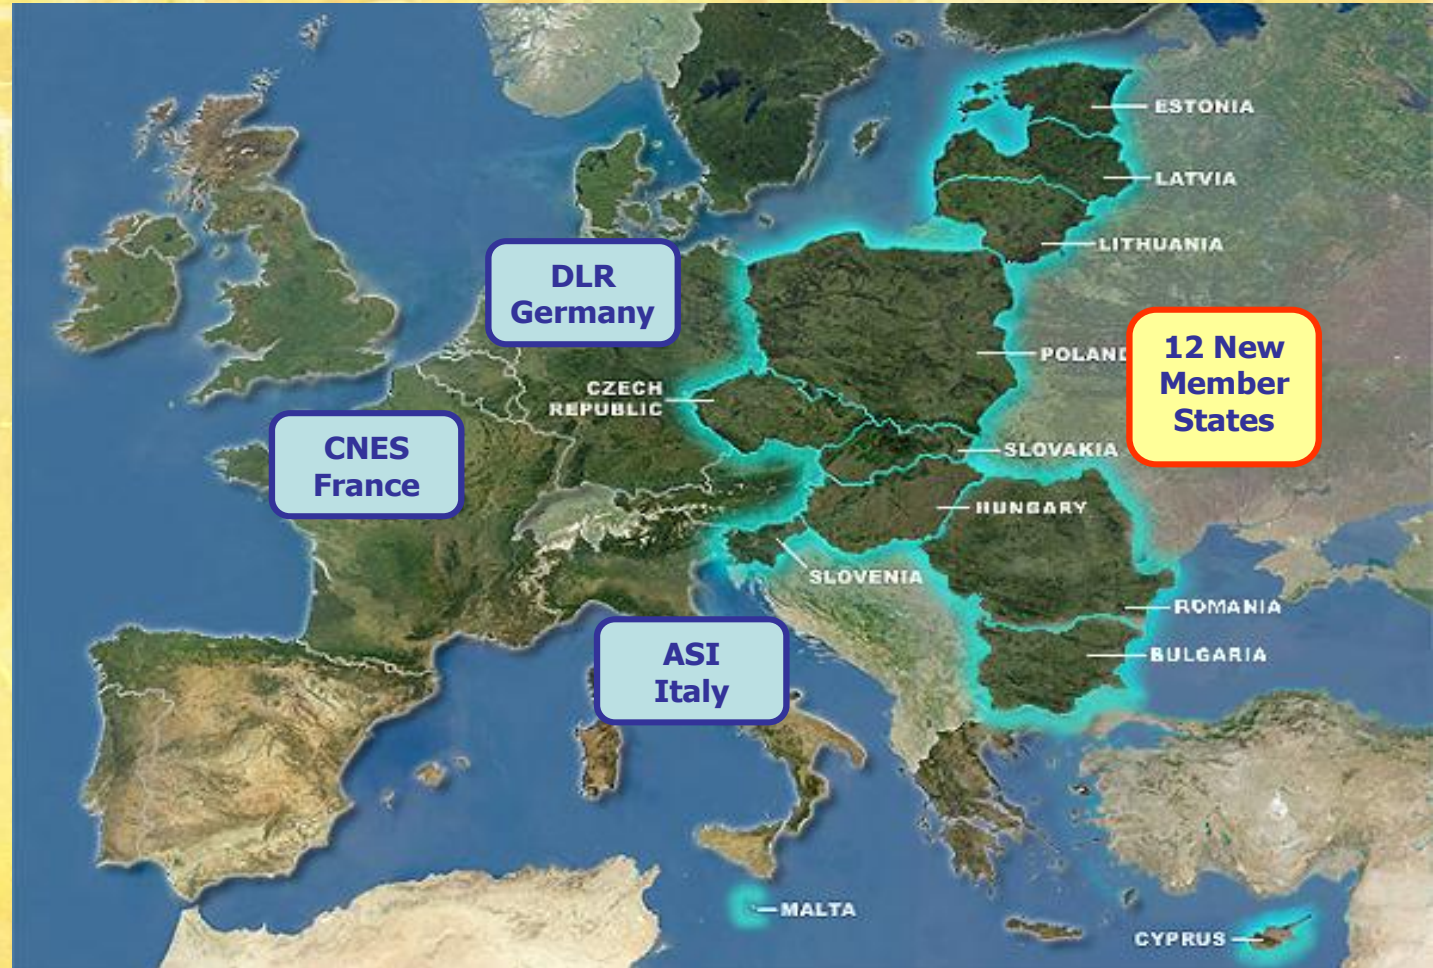 ESTONIA
LATVIA
LITHUANIA
DLR
Germany
POLAND
12 New
Member
States
CZECH
REPUBLIC
CNES
France
SLOVAKIA
HUNGARY
SLOVENIA
ROMANIA
ASI
Italy
BULGARIA
MALTA
CYPRUS